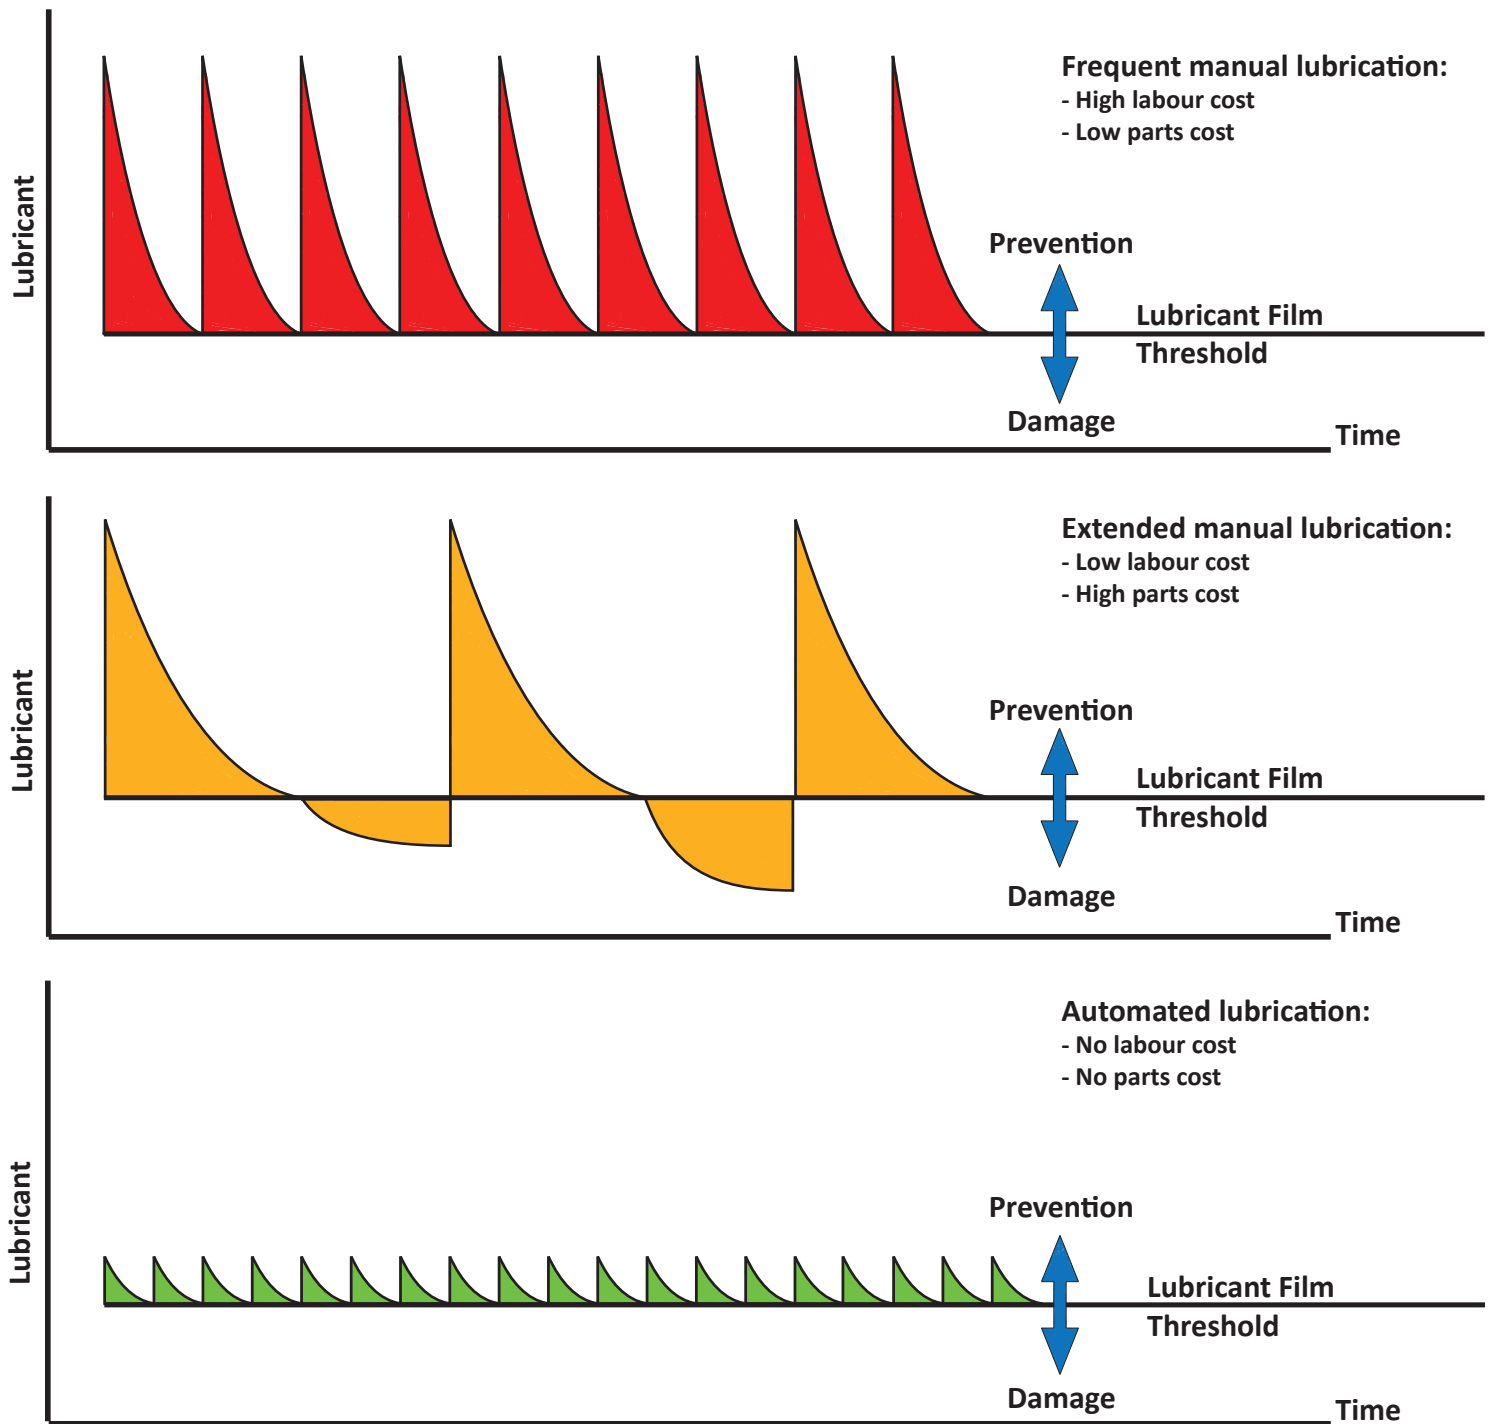 Frequent manual lubrication:
- High labour cost
- Low parts cost
Lubricant
Prevention
Lubricant Film
Threshold
Damage
Time
Extended manual lubrication:
- Low labour cost
- High parts cost
Lubricant
Prevention
Lubricant Film
Threshold
Damage
Time
Automated lubrication:
- No labour cost
- No parts cost
Lubricant
Prevention
Lubricant Film
Threshold
Damage
Time